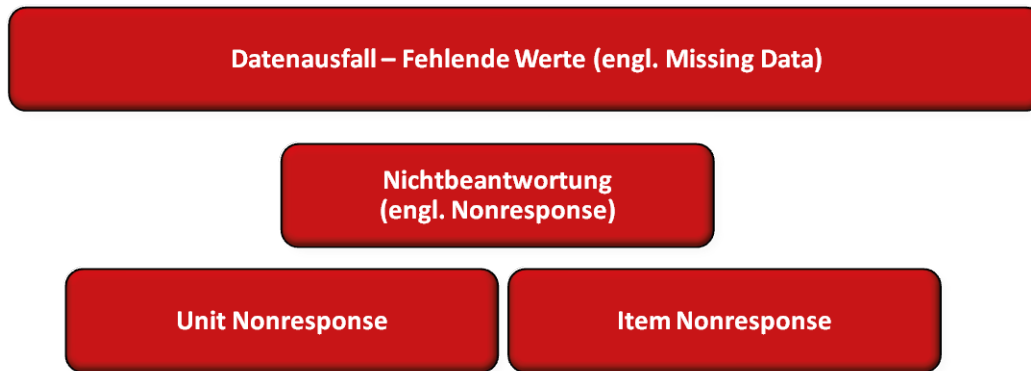 Datenausfall – Fehlende Werte (engl. Missing Data)
Nichtbeantwortung
(engl. Nonresponse)
Unit Nonresponse
Item Nonresponse